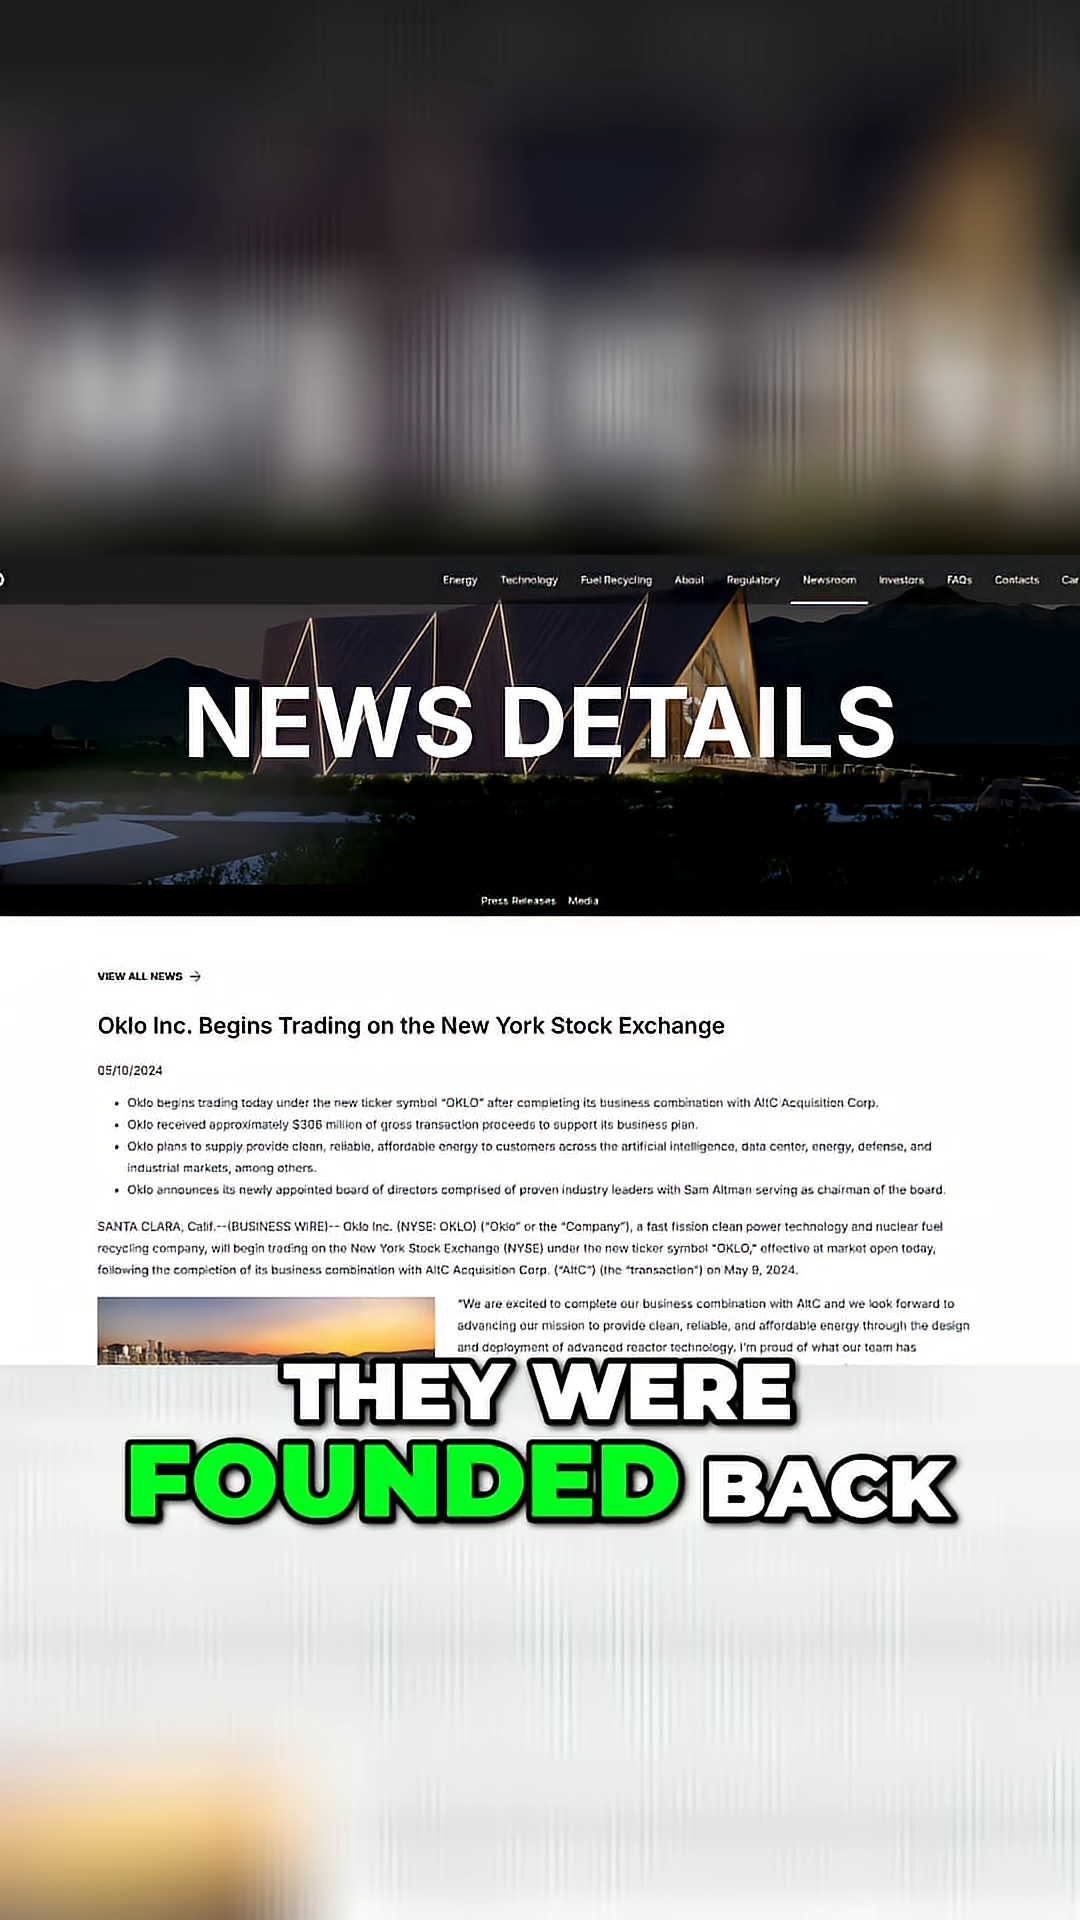 Energy Technology Fuel Recycling About Regulatory Newsroom Investors FAQs Contacts Car
NEWS DETAILS
Press Releases Media
VIEW ALL NEWS →
Oklo Inc. Begins Trading on the New York Stock Exchange
05/10/2024
• Oklo begins trading today under the new ticker symbol “OKLO” after completing its business combination with AltC Acquisition Corp.
• Oklo received approximately $306 million of gross transaction proceeds to support its business plan.
• Oklo plans to supply provide clean, reliable, affordable energy to customers across the artificial intelligence, data center, energy, defense, and
industrial markets, among others.
• Oklo announces its newly appointed board of directors comprised of proven industry leaders with Sam Altman serving as chairman of the board.
SANTA CLARA, Calif.--(BUSINESS WIRE)-- Oklo Inc. (NYSE: OKLO) (“Oklo” or the “Company”), a fast fission clean power technology and nuclear fuel
recycling company, will begin trading on the New York Stock Exchange (NYSE) under the new ticker symbol “OKLO,” effective at market open today,
following the completion of its business combination with AltC Acquisition Corp. (“AltC”) (the “transaction”) on May 9, 2024.
“We are excited to complete our business combination with AltC and we look forward to
advancing our mission to provide clean, reliable, and affordable energy through the design
and deployment of advanced reactor technology. I'm proud of what our team has
THEY WERE
FOUNDED BACK